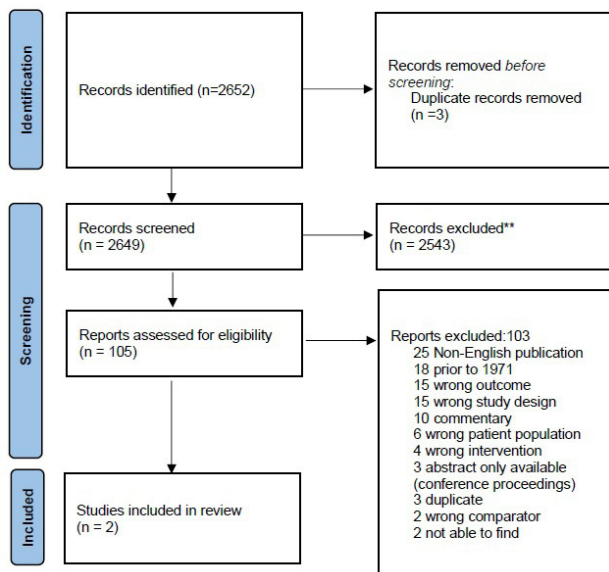 Identification
Records identified (n=2652)
Records removed before
screening:
Duplicate records removed
(n =3)
Screening
Records screened
(n = 2649)
Records excluded**
(n = 2543)
Reports assessed for eligibility
(n = 105)
Reports excluded:103
25 Non-English publication
18 prior to 1971
15 wrong outcome
15 wrong study design
10 commentary
6 wrong patient population
4 wrong intervention
3 abstract only available
(conference proceedings)
3 duplicate
2 wrong comparator
2 not able to find
Included
Studies included in review
(n = 2)